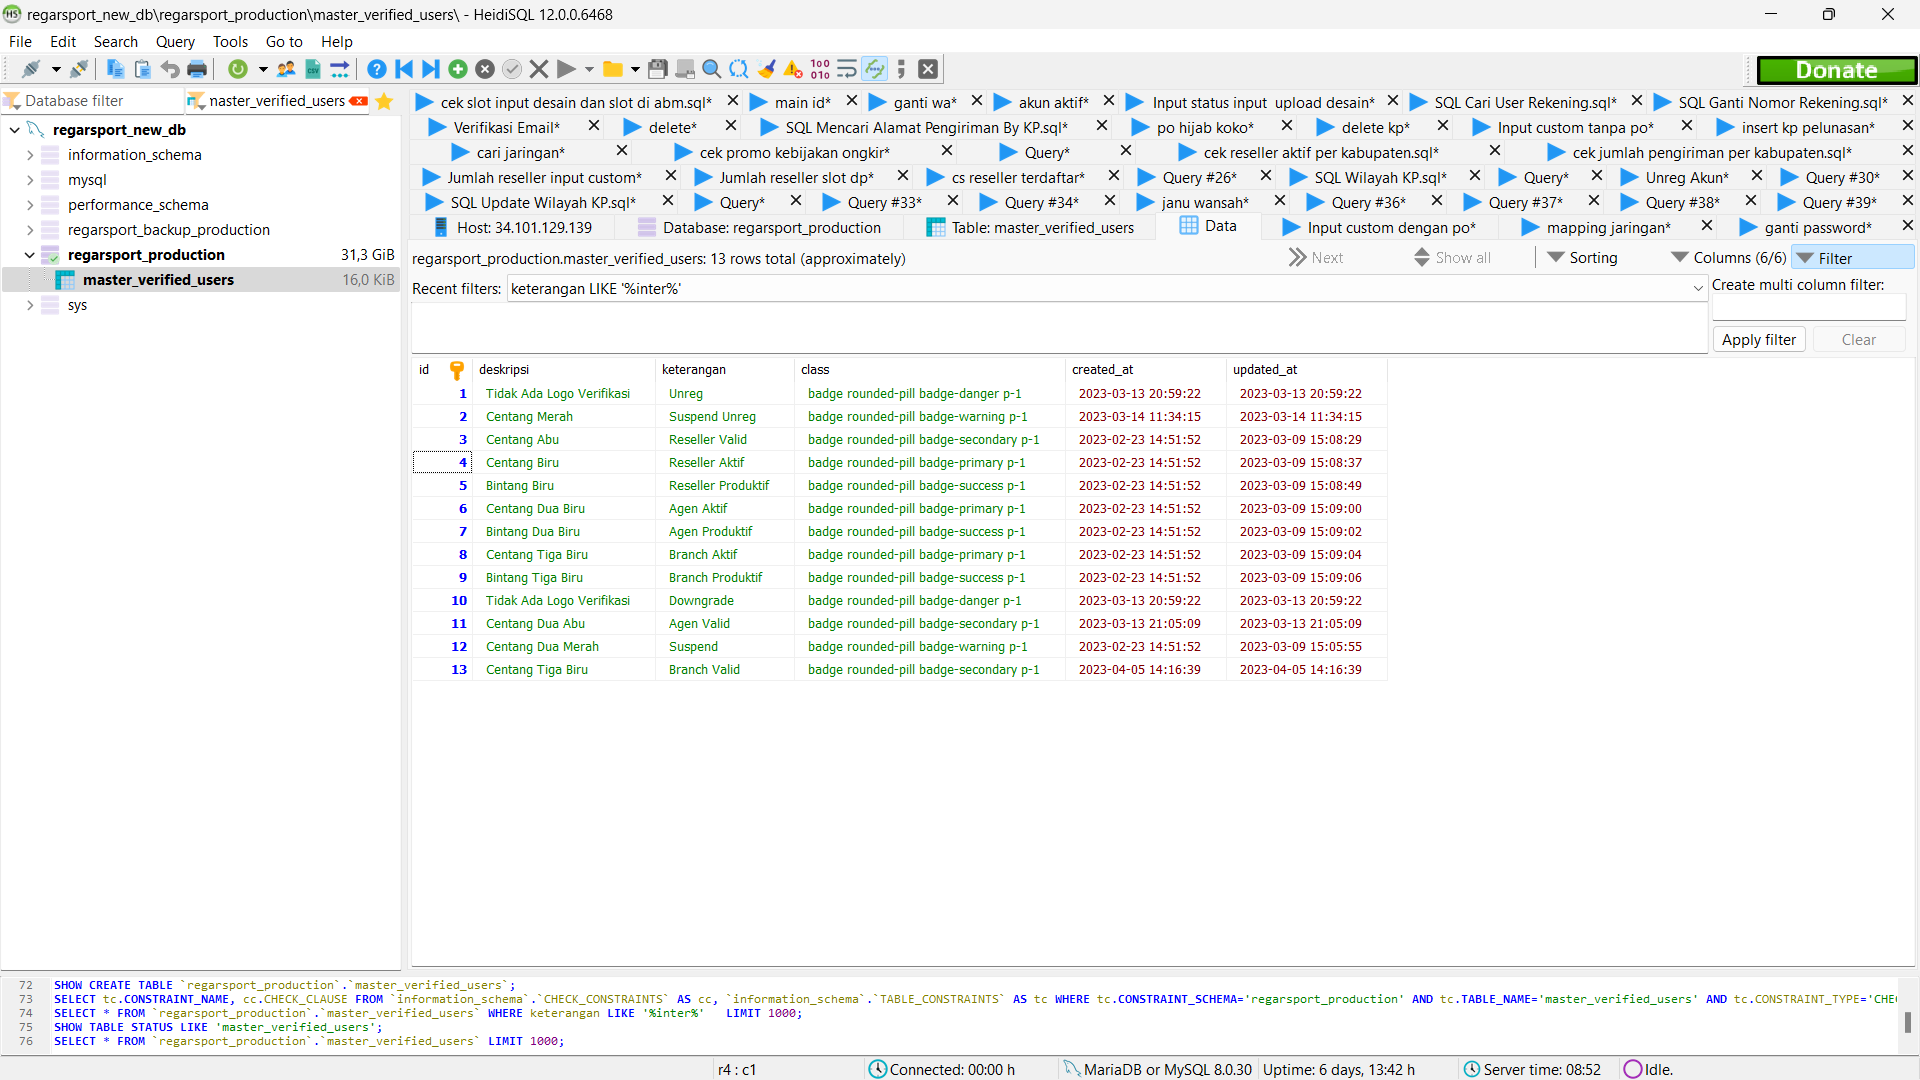 regarsport_new_db\regarsport_production\master_verified_users\ - HeidiSQL 12.0.0.6468
File Edit Search Query Tools Go to Help
Donate
Database filter master_verified_users
regarsport_new_db
information_schema
mysql
performance_schema
regarsport_backup_production
regarsport_production 31,3 GiB
master_verified_users 16,0 KiB
sys
cek slot input desain dan slot di abm.sql* main id* ganti wa* akun aktif* Input status input upload desain* SQL Cari User Rekening.sql* SQL Ganti Nomor Rekening.sql*
Verifikasi Email* delete* SQL Mencari Alamat Pengiriman By KP.sql* po hijab koko* delete kp* Input custom tanpa po* insert kp pelunasan*
cari jaringan* cek promo kebijakan ongkir* Query* cek reseller aktif per kabupaten.sql* cek jumlah pengiriman per kabupaten.sql*
Jumlah reseller input custom* Jumlah reseller slot dp* cs reseller terdaftar* Query #26* SQL Wilayah KP.sql* Query* Unreg Akun* Query #30*
SQL Update Wilayah KP.sql* Query* Query #33* Query #34* janu wansah* Query #36* Query #37* Query #38* Query #39*
Host: 34.101.129.139 Database: regarsport_production Table: master_verified_users Data Input custom dengan po* mapping jaringan* ganti password*
regarsport_production.master_verified_users: 13 rows total (approximately) Next Show all Sorting Columns (6/6) Filter
Recent filters: keterangan LIKE '%inter%' Create multi column filter:
Apply filter Clear
id deskripsi keterangan class created_at updated_at
1 Tidak Ada Logo Verifikasi Unreg badge rounded-pill badge-danger p-1 2023-03-13 20:59:22 2023-03-13 20:59:22
2 Centang Merah Suspend Unreg badge rounded-pill badge-warning p-1 2023-03-14 11:34:15 2023-03-14 11:34:15
3 Centang Abu Reseller Valid badge rounded-pill badge-secondary p-1 2023-02-23 14:51:52 2023-03-09 15:08:29
4 Centang Biru Reseller Aktif badge rounded-pill badge-primary p-1 2023-02-23 14:51:52 2023-03-09 15:08:37
5 Bintang Biru Reseller Produktif badge rounded-pill badge-success p-1 2023-02-23 14:51:52 2023-03-09 15:08:49
6 Centang Dua Biru Agen Aktif badge rounded-pill badge-primary p-1 2023-02-23 14:51:52 2023-03-09 15:09:00
7 Bintang Dua Biru Agen Produktif badge rounded-pill badge-success p-1 2023-02-23 14:51:52 2023-03-09 15:09:02
8 Centang Tiga Biru Branch Aktif badge rounded-pill badge-primary p-1 2023-02-23 14:51:52 2023-03-09 15:09:04
9 Bintang Tiga Biru Branch Produktif badge rounded-pill badge-success p-1 2023-02-23 14:51:52 2023-03-09 15:09:06
10 Tidak Ada Logo Verifikasi Downgrade badge rounded-pill badge-danger p-1 2023-03-13 20:59:22 2023-03-13 20:59:22
11 Centang Dua Abu Agen Valid badge rounded-pill badge-secondary p-1 2023-03-13 21:05:09 2023-03-13 21:05:09
12 Centang Dua Merah Suspend badge rounded-pill badge-warning p-1 2023-02-23 14:51:52 2023-03-09 15:05:55
13 Centang Tiga Biru Branch Valid badge rounded-pill badge-secondary p-1 2023-04-05 14:16:39 2023-04-05 14:16:39
72 SHOW CREATE TABLE `regarsport_production`.`master_verified_users`;
73 SELECT tc.CONSTRAINT_NAME, cc.CHECK_CLAUSE FROM `information_schema`.`CHECK_CONSTRAINTS` AS cc, `information_schema`.`TABLE_CONSTRAINTS` AS tc WHERE tc.CONSTRAINT_SCHEMA='regarsport_production' AND tc.TABLE_NAME='master_verified_users' AND tc.CONSTRAINT_TYPE='CHE
74 SELECT * FROM `regarsport_production`.`master_verified_users` WHERE keterangan LIKE '%inter%' LIMIT 1000;
75 SHOW TABLE STATUS LIKE 'master_verified_users';
76 SELECT * FROM `regarsport_production`.`master_verified_users` LIMIT 1000;
r4 : c1 Connected: 00:00 h MariaDB or MySQL 8.0.30 Uptime: 6 days, 13:42 h Server time: 08:52 Idle.